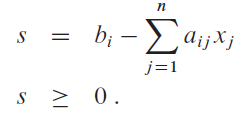 s = b_i − ∑_{j=1}^{n} a_{ij} x_j
s ≥ 0 .